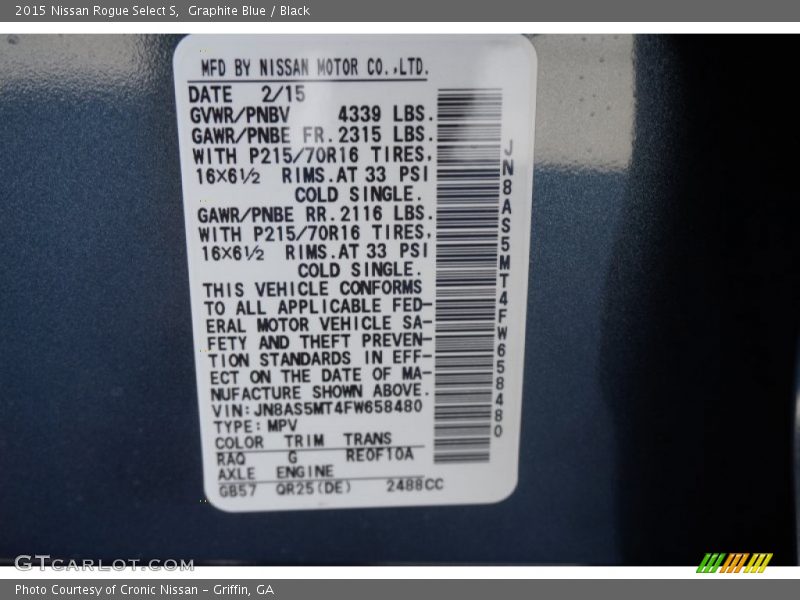 2015 Nissan Rogue Select S, Graphite Blue / Black
MFD BY NISSAN MOTOR CO.,LTD.
DATE 2/15
GVWR/PNBV 4339 LBS.
GAWR/PNBE FR. 2315 LBS.
WITH P215/70R16 TIRES,
16X6½ RIMS.AT 33 PSI
COLD SINGLE.
GAWR/PNBE RR. 2116 LBS.
WITH P215/70R16 TIRES,
16X6½ RIMS.AT 33 PSI
COLD SINGLE.
THIS VEHICLE CONFORMS
TO ALL APPLICABLE FED-
ERAL MOTOR VEHICLE SA-
FETY AND THEFT PREVEN-
TION STANDARDS IN EFF-
ECT ON THE DATE OF MA-
NUFACTURE SHOWN ABOVE.
VIN:JN8AS5MT4FW658480
TYPE:MPV
COLOR TRIM TRANS
RAQ G RE0F10A
AXLE ENGINE
GB57 QR25(DE) 2488CC
JN8AS5MT4FW658480
GTCARLOT.COM
Photo Courtesy of Cronic Nissan - Griffin, GA